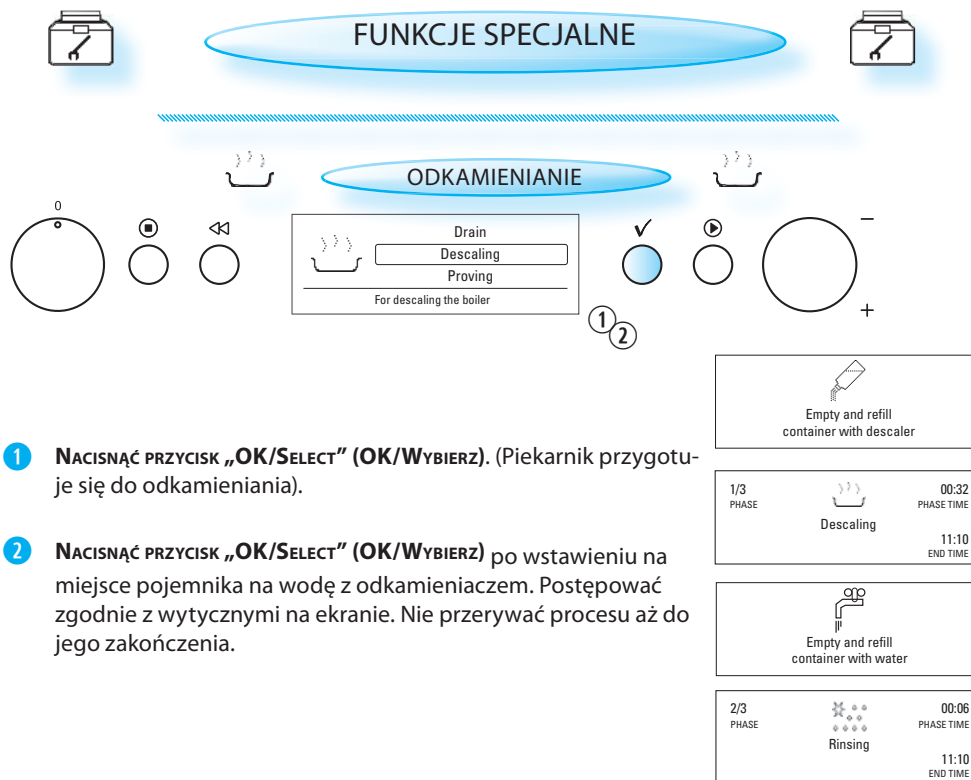 FUNKCJE SPECJALNE
ODKAMIENIANIE
0
Drain
Descaling
Proving
For descaling the boiler
−
+
1
2
1 Nacisnąć przycisk „OK/Select” (OK/Wybierz). (Piekarnik przygotu-
je się do odkamieniania).
2 Nacisnąć przycisk „OK/Select” (OK/Wybierz) po wstawieniu na
miejsce pojemnika na wodę z odkamieniaczem. Postępować
zgodnie z wytycznymi na ekranie. Nie przerywać procesu aż do
jego zakończenia.
Empty and refill
container with descaler
1/3 00:32
PHASE PHASE TIME
Descaling
11:10
END TIME
Empty and refill
container with water
2/3 00:06
PHASE PHASE TIME
Rinsing
11:10
END TIME